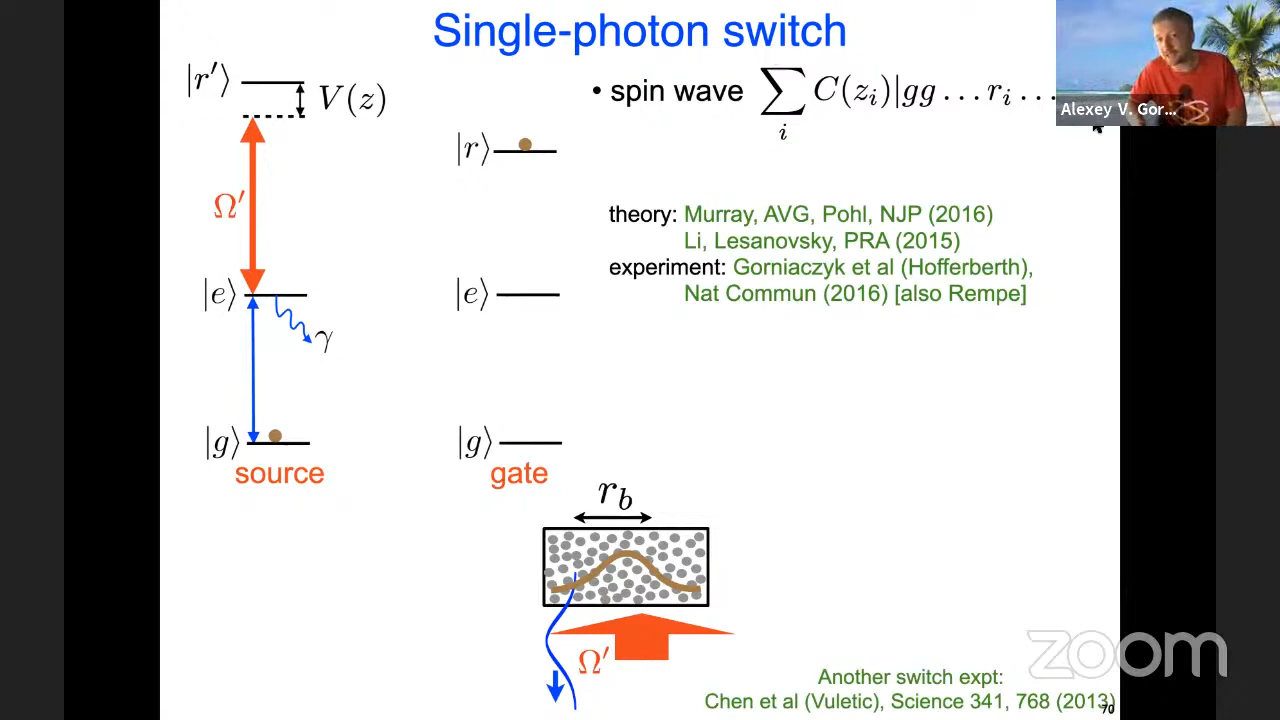 Single-photon switch
|r′⟩
V(z)
• spin wave ∑ᵢ C(zᵢ)|gg … rᵢ …
Alexey V. Gor...
|r⟩
Ω′
theory: Murray, AVG, Pohl, NJP (2016)
Li, Lesanovsky, PRA (2015)
experiment: Gorniaczyk et al (Hofferberth),
Nat Commun (2016) [also Rempe]
|e⟩
|e⟩
γ
|g⟩
|g⟩
source
gate
r_b
Ω′
zoom
Another switch expt:
Chen et al (Vuletic), Science 341, 768 (2013)
70